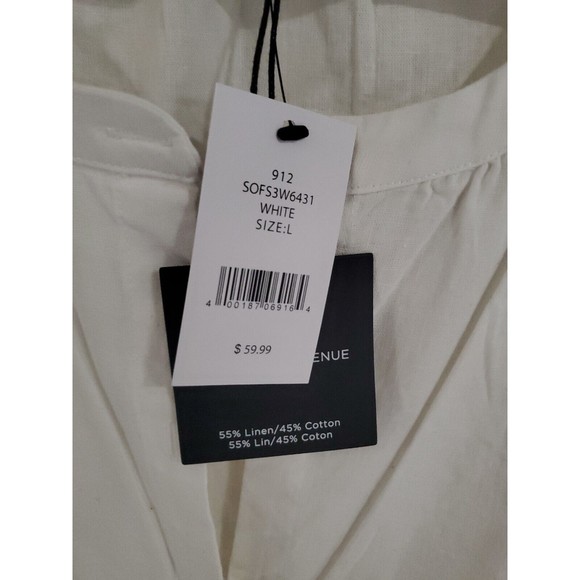 912
SOFS3W6431
WHITE
SIZE:L
4 00187 06916 4
$ 59.99
ENUE
55% Linen/45% Cotton
55% Lin/45% Coton